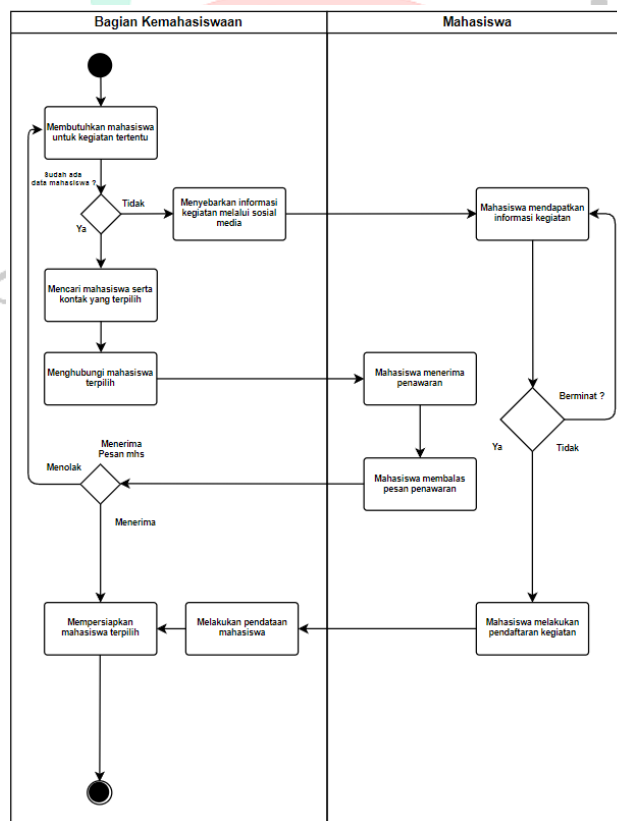 Bagian Kemahasiswaan
Mahasiswa
Membutuhkan mahasiswa
untuk kegiatan tertentu
Sudah ada
data mahasiswa ?
Tidak
Ya
Menyebarkan informasi
kegiatan melalui sosial
media
Mahasiswa mendapatkan
informasi kegiatan
Mencari mahasiswa serta
kontak yang terpilih
Menghubungi mahasiswa
terpilih
Mahasiswa menerima
penawaran
Berminat ?
Ya
Tidak
Menerima
Pesan mhs
Menolak
Mahasiswa membalas
pesan penawaran
Menerima
Mempersiapkan
mahasiswa terpilih
Melakukan pendataan
mahasiswa
Mahasiswa melakukan
pendaftaran kegiatan